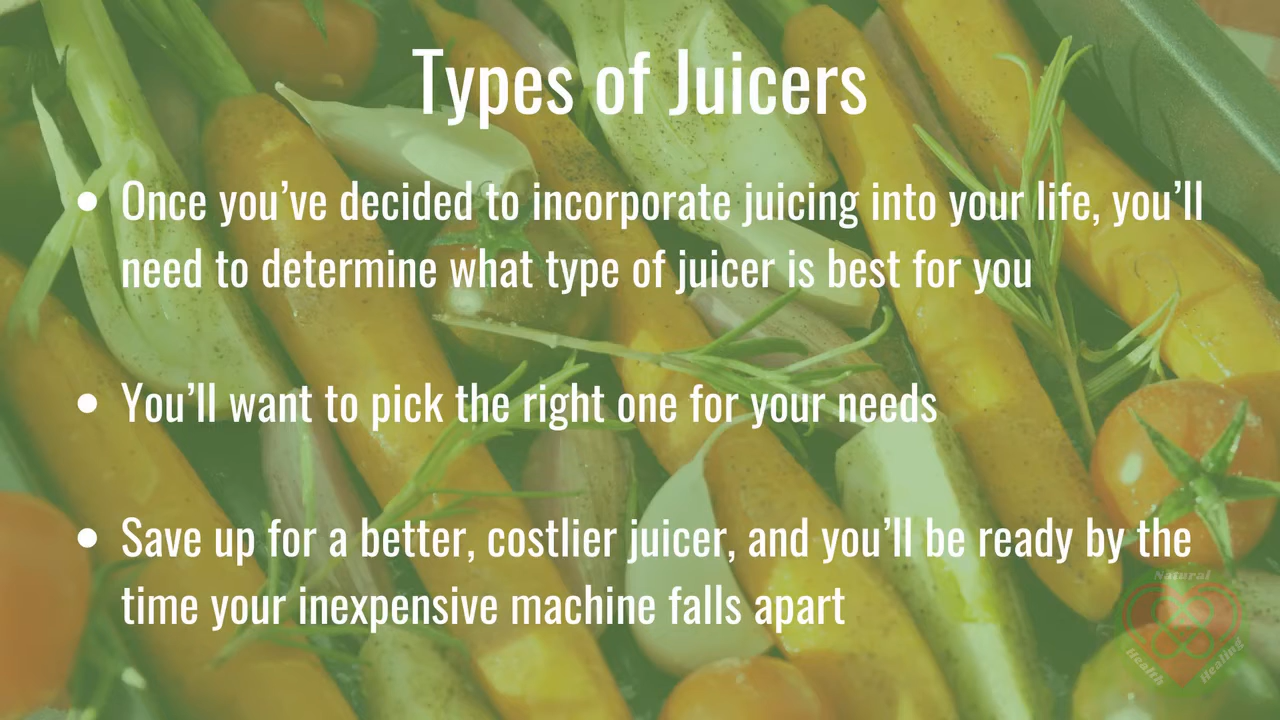 Types of Juicers
• Once you’ve decided to incorporate juicing into your life, you’ll
need to determine what type of juicer is best for you
• You’ll want to pick the right one for your needs
• Save up for a better, costlier juicer, and you’ll be ready by the
time your inexpensive machine falls apart
Natural
Health Healing